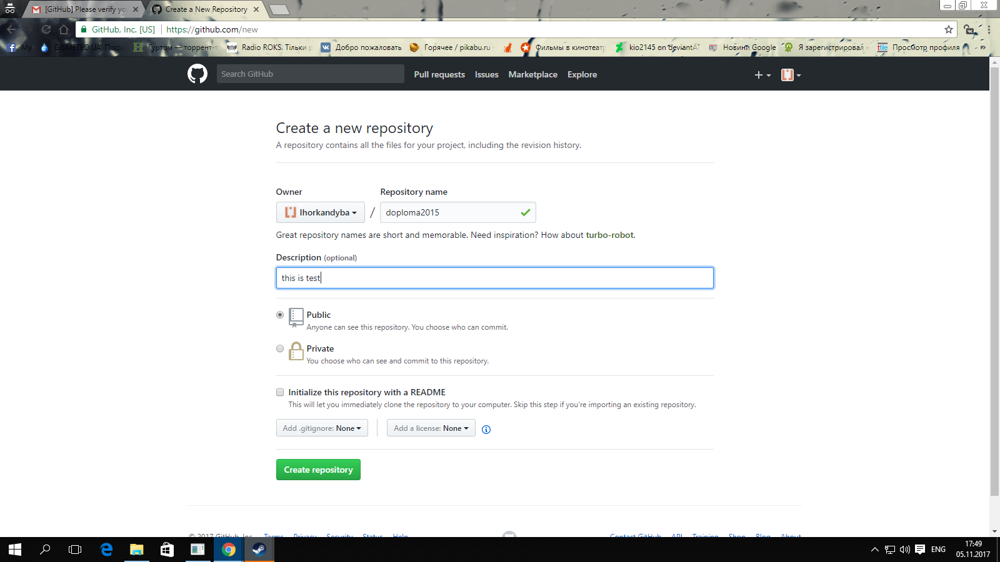 [GitHub] Please verify yo
Create a New Repository
GitHub, Inc. [US]
https://github.com/new
My
GISMETEO.UA: Пого
Гуртом — торрент-т
Radio ROKS. Тільки р
Добро пожаловать
Горячее / pikabu.ru
Фильмы в кинотеатр
kio2145 on deviantAT
Новини Google
Я зарегистрировал
Просмотр профиля
Search GitHub
Pull requests
Issues
Marketplace
Explore
Create a new repository
A repository contains all the files for your project, including the revision history.
Owner
Repository name
Ihorkandyba
/
doploma2015
Great repository names are short and memorable. Need inspiration? How about turbo-robot.
Description (optional)
this is test
Public
Anyone can see this repository. You choose who can commit.
Private
You choose who can see and commit to this repository.
Initialize this repository with a README
This will let you immediately clone the repository to your computer. Skip this step if you're importing an existing repository.
Add .gitignore: None
Add a license: None
Create repository
© 2017 GitHub, Inc.
Terms
Privacy
Security
Status
Help
Contact GitHub
API
Training
Shop
Blog
About
ENG
17:49
05.11.2017